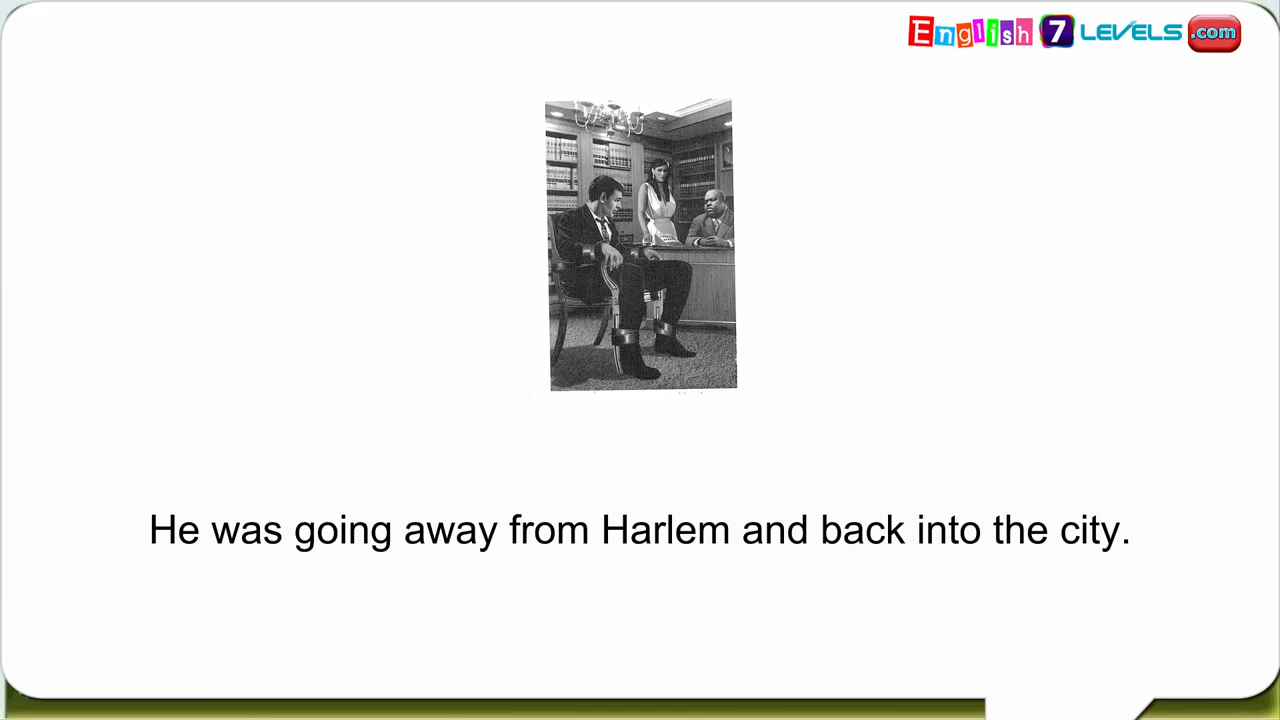 English 7 LEVELS .com
He was going away from Harlem and back into the city.